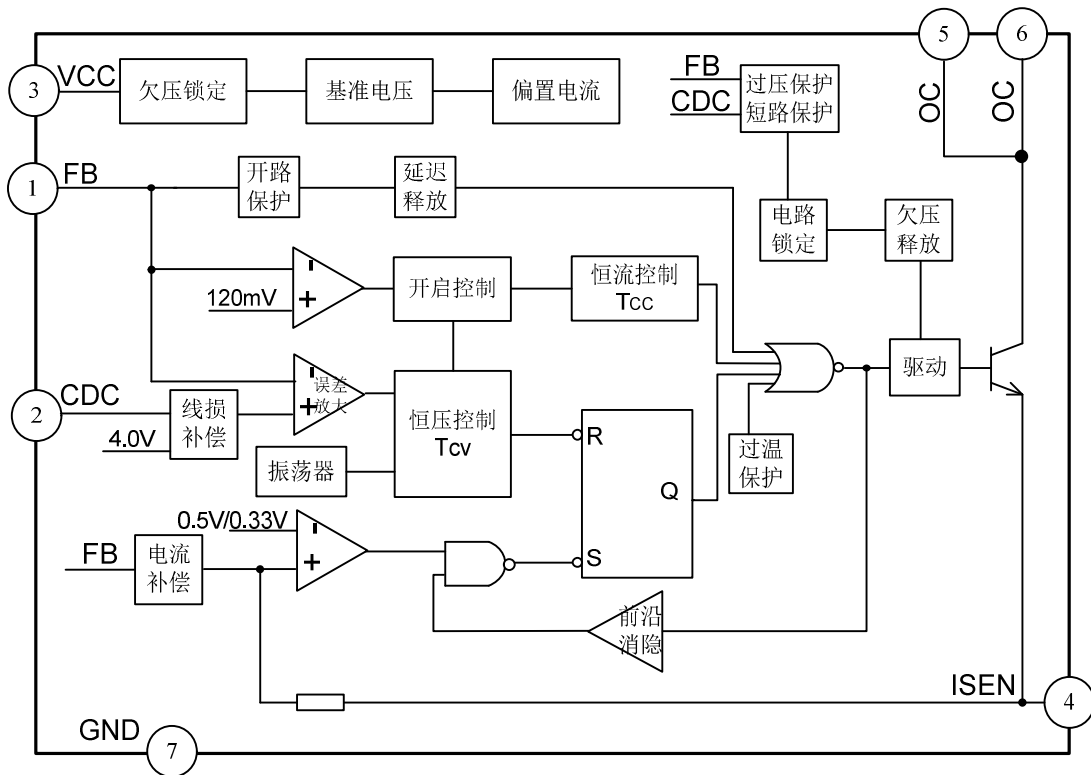 5
6
3
VCC
欠压锁定
基准电压
偏置电流
FB
CDC
过压保护
短路保护
OC
OC
1
FB
开路
保护
延迟
释放
电路
锁定
欠压
释放
-
+
120mV
开启控制
恒流控制
Tcc
2
CDC
4.0V
线损
补偿
-
+
误差
放大
恒压控制
Tcv
振荡器
R
Q
S
过温
保护
驱动
0.5V/0.33V
-
+
FB
电流
补偿
前沿
消隐
ISEN
4
GND
7